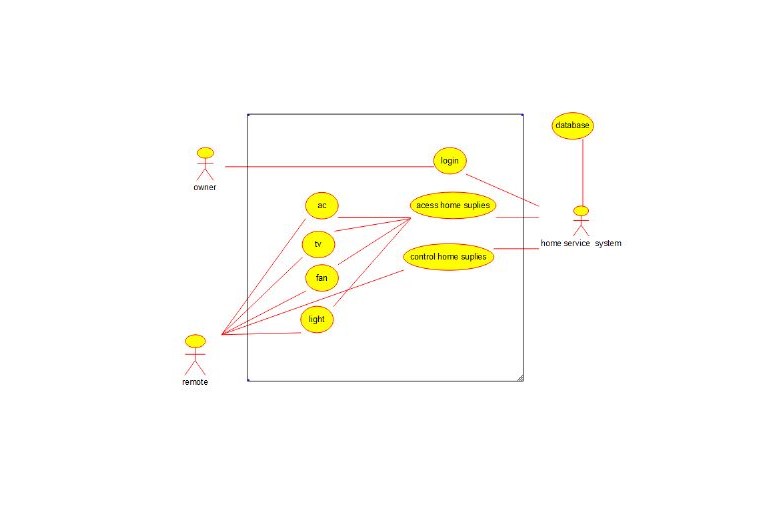 database
login
owner
ac
acess home suplies
tv
home service system
control home suplies
fan
light
remote